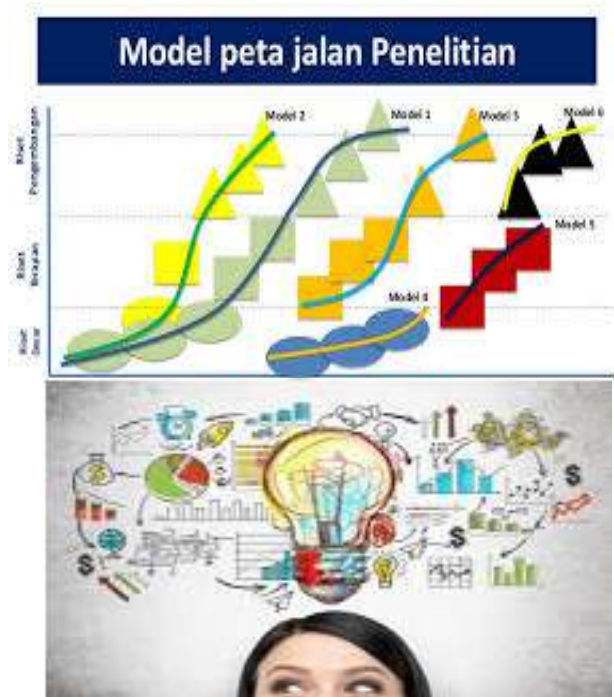 Model peta jalan Penelitian
Riset Pengembangan
Riset Terapan
Riset Dasar
Model 2
Model 1
Model 3
Model 6
Model 5
Model 4
$
$
$
$